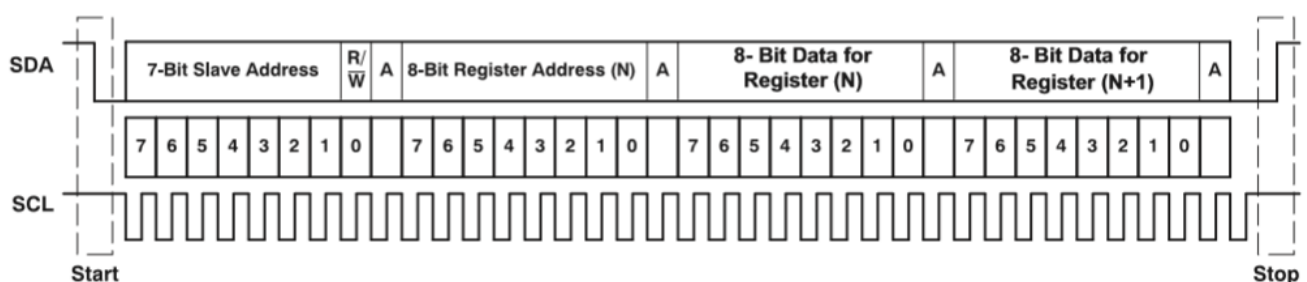 SDA
7-Bit Slave Address
R/
W
A
8-Bit Register Address (N)
A
8- Bit Data for
Register (N)
A
8- Bit Data for
Register (N+1)
A
7 6 5 4 3 2 1 0 7 6 5 4 3 2 1 0 7 6 5 4 3 2 1 0 7 6 5 4 3 2 1 0
SCL
Start
Stop